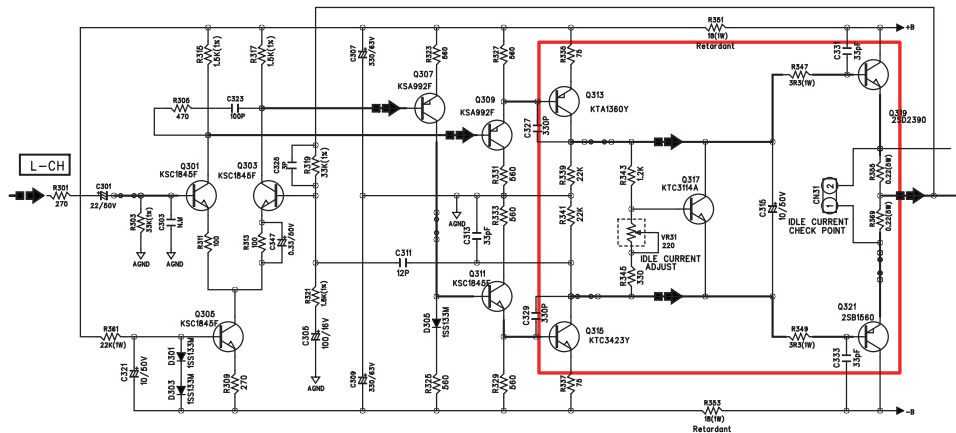 R351
18(1W)
Retardant
+B
R315
1.5K(1%)
R317
1.5K(1%)
C307
330/63V
R323
560
R327
560
R335
75
C331
33pF
R347
3R3(1W)
Q307
KSA992F
Q309
KSA992F
Q313
KTA1360Y
C323
100P
R305
470
C327
330P
Q319
2SD2390
L-CH
Q301
KSC1845F
Q303
KSC1845F
C325
3P
R319
33K(1%)
R331
560
R339
22K
R343
1.2K
Q317
KTC3114A
R355
0.22(5W)
CN31
2
1
R301
270
C301
22/50V
R303
33K(1%)
C303
N.M
R311
100
R313
100
C347
0.33/50V
AGND
AGND
AGND
C313
33pF
R333
560
R341
22K
VR31
220
IDLE CURRENT
ADJUST
C315
10/50V
IDLE CURRENT
CHECK POINT
R369
0.22(5W)
C311
12P
R321
1.8K(1%)
Q311
KSC1845F
R345
330
Q305
KSC1845F
C305
100/16V
D305
1SS133M
C329
330P
Q315
KTC3423Y
Q321
2SB1560
R349
3R3(1W)
R361
22K(1W)
C321
10/50V
D301
1SS133M
D303
1SS133M
R309
270
AGND
C309
330/63V
R325
560
R329
560
R337
75
C333
33pF
R353
18(1W)
Retardant
-B